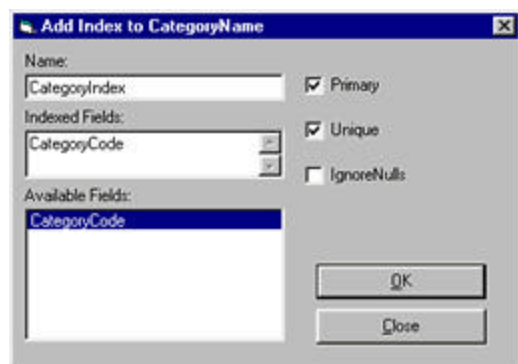 Add Index to CategoryName
Name:
CategoryIndex
Primary
Indexed Fields:
CategoryCode
Unique
IgnoreNulls
Available Fields:
CategoryCode
OK
Close